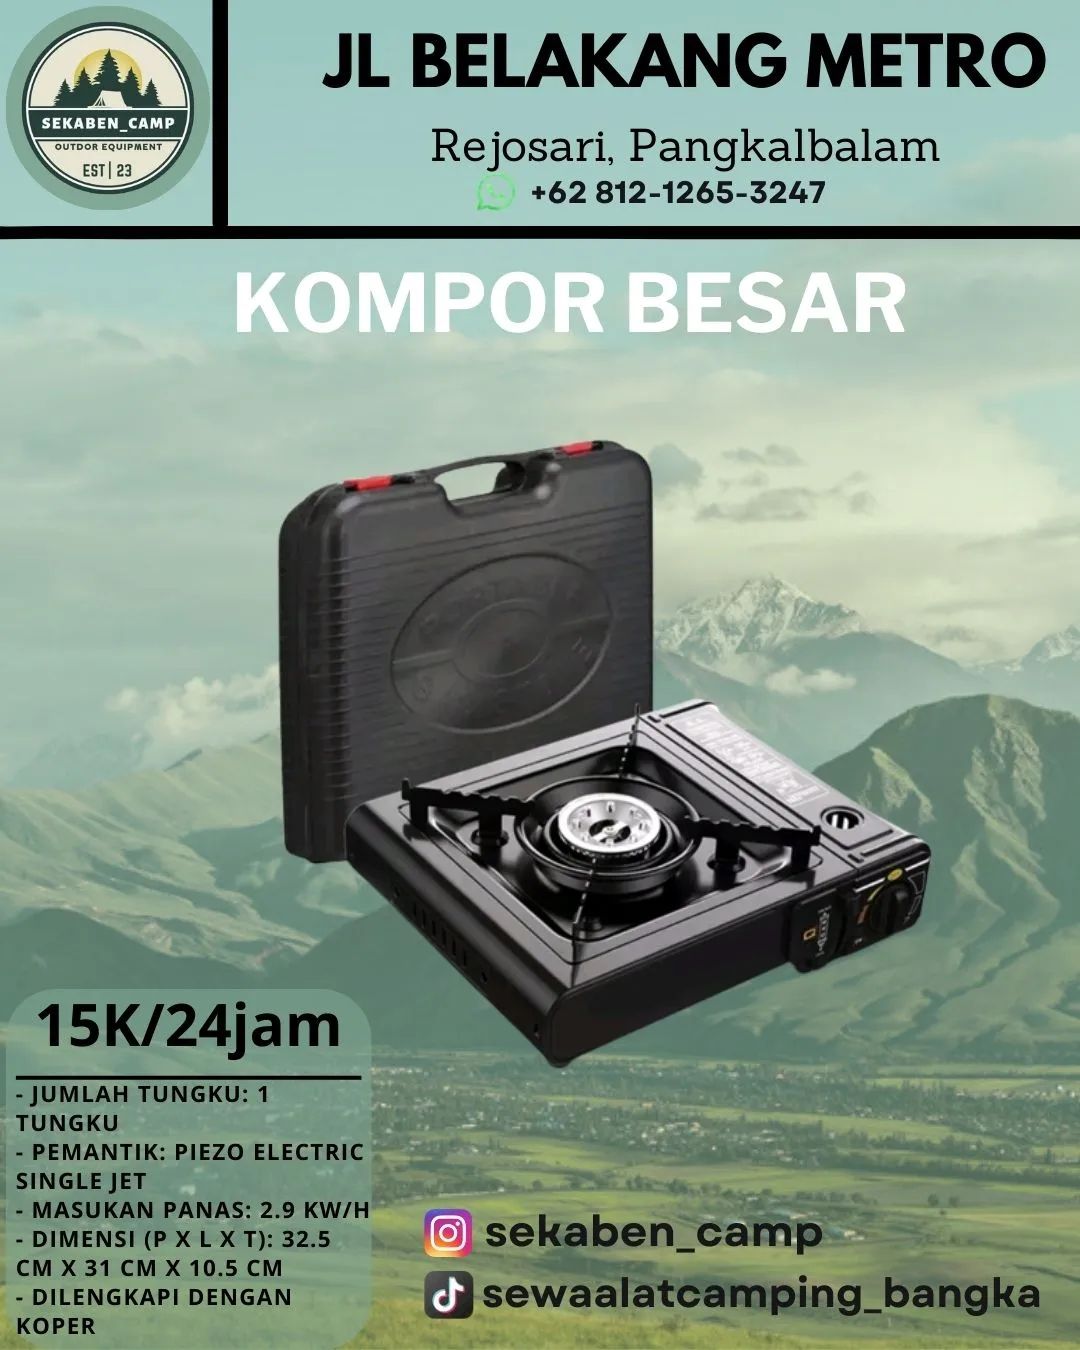 SEKABEN_CAMP
OUTDOR EQUIPMENT
EST| 23
JL BELAKANG METRO
Rejosari, Pangkalbalam
+62 812-1265-3247
KOMPOR BESAR
15K/24jam
- JUMLAH TUNGKU: 1
TUNGKU
- PEMANTIK: PIEZO ELECTRIC
SINGLE JET
- MASUKAN PANAS: 2.9 KW/H
- DIMENSI (P X L X T): 32.5
CM X 31 CM X 10.5 CM
- DILENGKAPI DENGAN
KOPER
sekaben_camp
sewaalatcamping_bangka